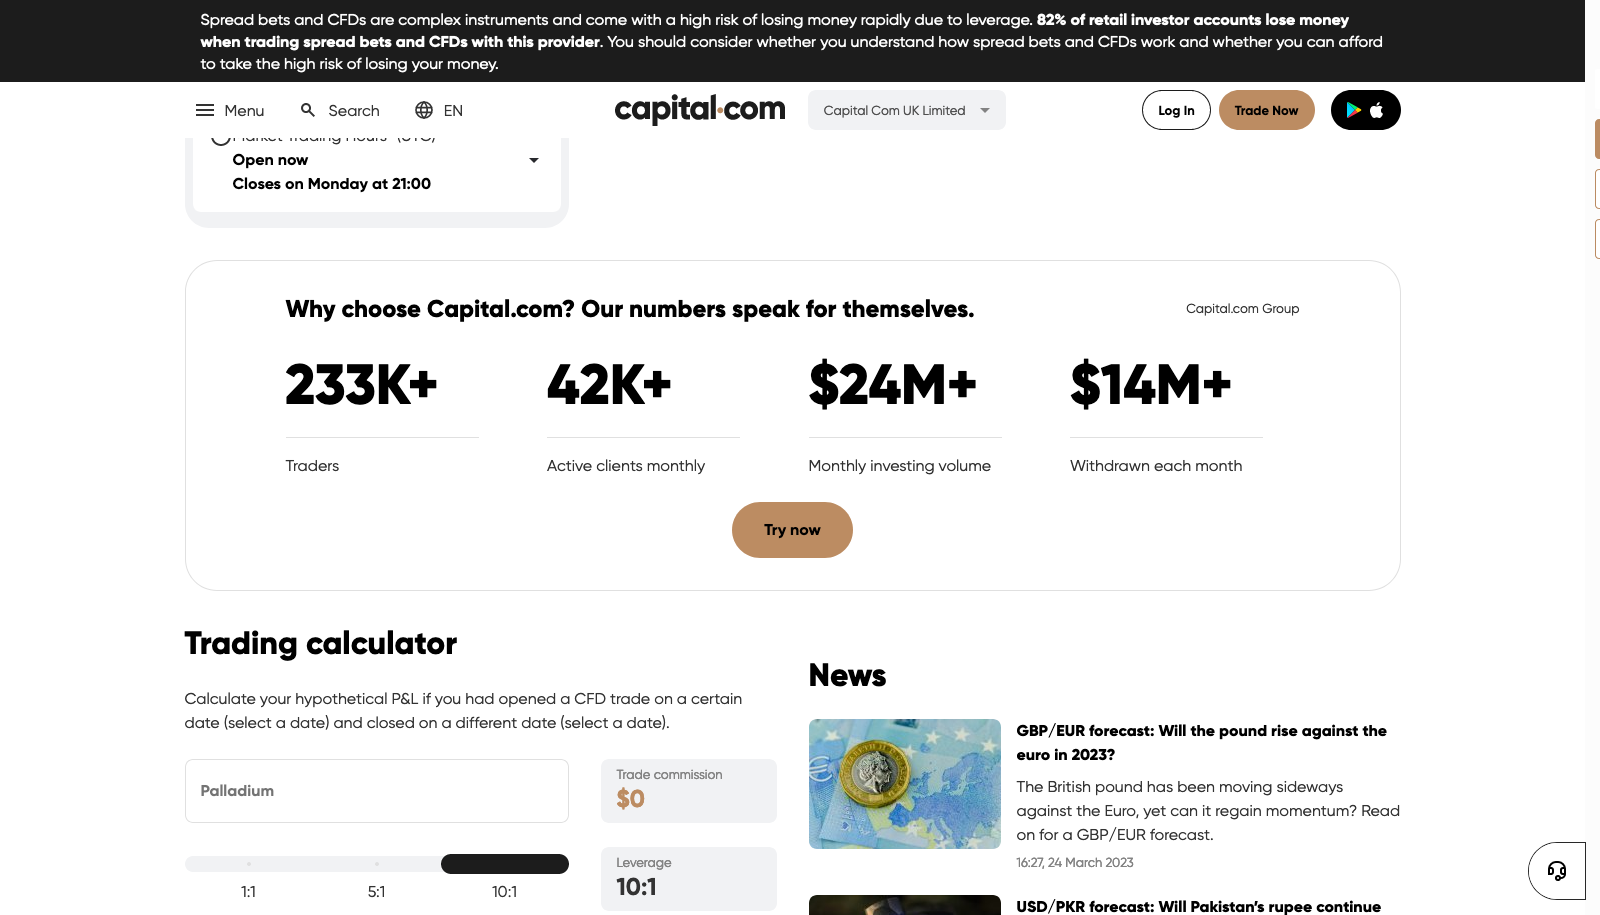 Spread bets and CFDs are complex instruments and come with a high risk of losing money rapidly due to leverage. 82% of retail investor accounts lose money
when trading spread bets and CFDs with this provider. You should consider whether you understand how spread bets and CFDs work and whether you can afford
to take the high risk of losing your money.
Menu
Search
EN
capital.com
Capital Com UK Limited
Log In
Trade Now
Market Trading Hours (UTC)
Open now
Closes on Monday at 21:00
Why choose Capital.com? Our numbers speak for themselves.
Capital.com Group
233K+
42K+
$24M+
$14M+
Traders
Active clients monthly
Monthly investing volume
Withdrawn each month
Try now
Trading calculator
Calculate your hypothetical P&L if you had opened a CFD trade on a certain
date (select a date) and closed on a different date (select a date).
Palladium
Trade commission
$0
1:1
5:1
10:1
Leverage
10:1
News
GBP/EUR forecast: Will the pound rise against the
euro in 2023?
The British pound has been moving sideways
against the Euro, yet can it regain momentum? Read
on for a GBP/EUR forecast.
16:27, 24 March 2023
USD/PKR forecast: Will Pakistan's rupee continue